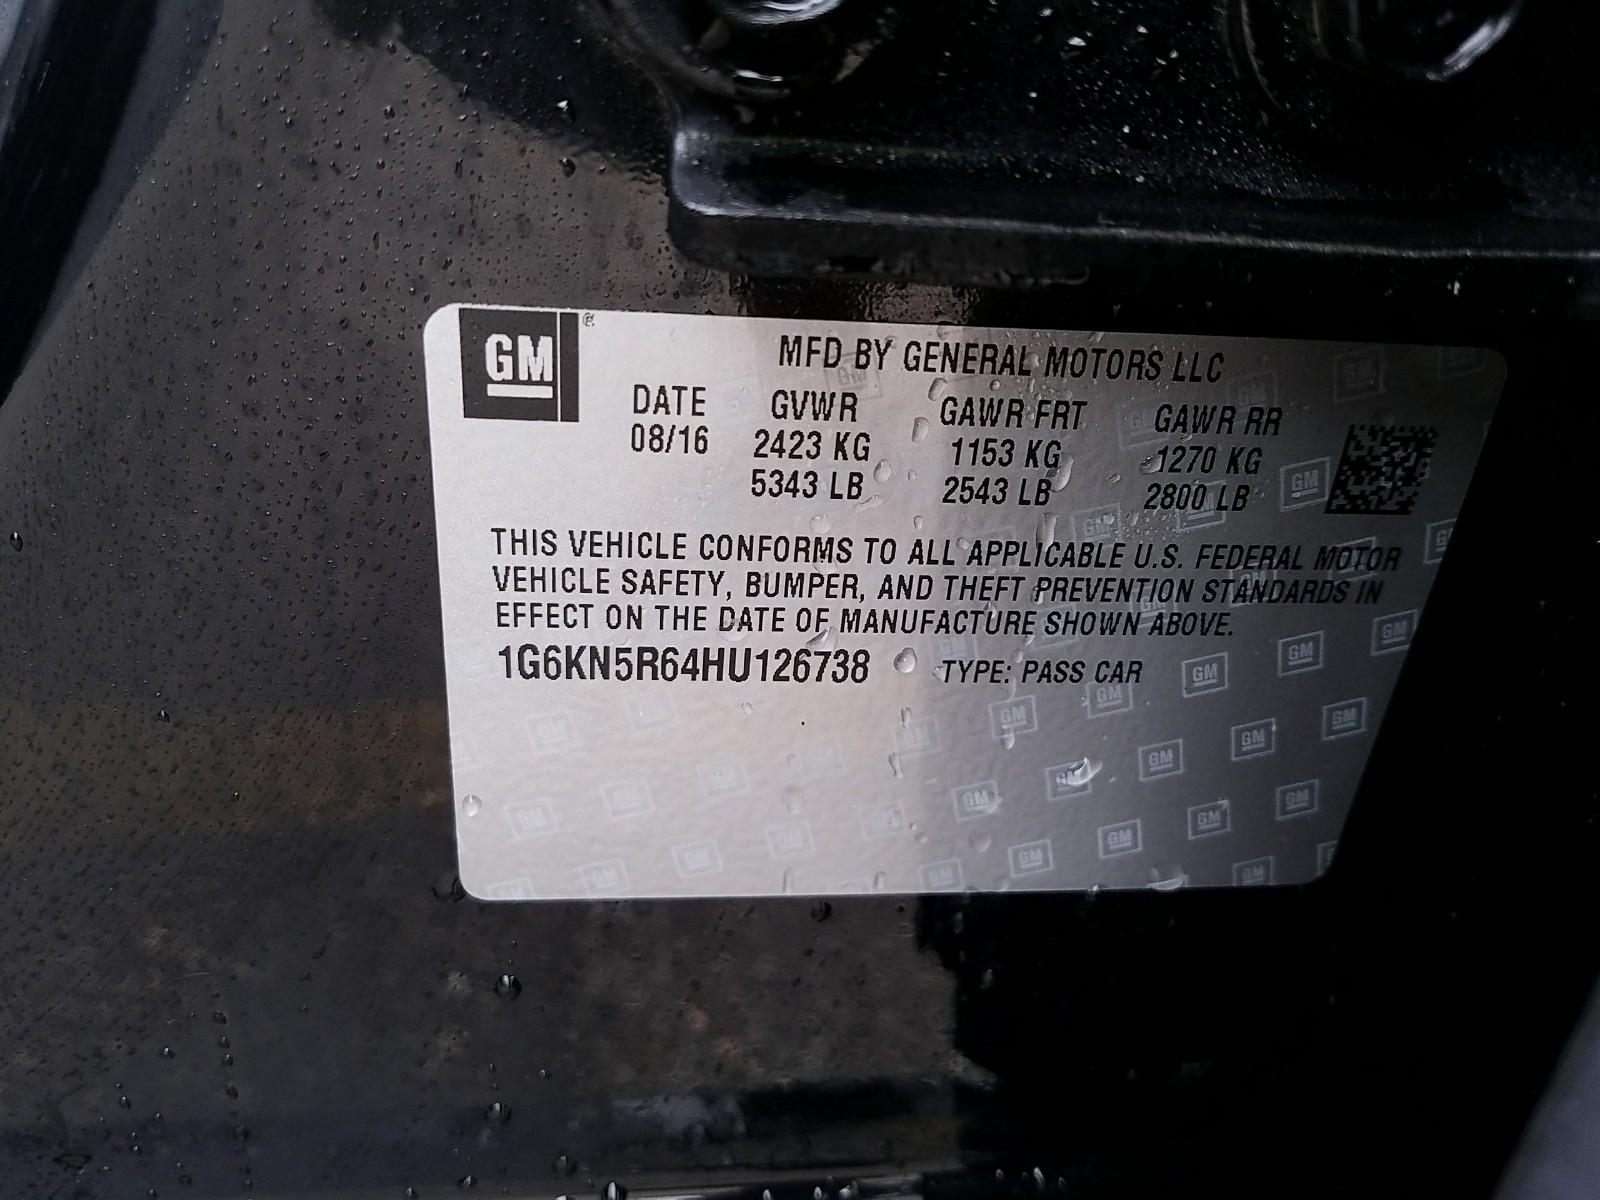 GM ®
MFD BY GENERAL MOTORS LLC
DATE GVWR GAWR FRT GAWR RR
08/16 2423 KG 1153 KG 1270 KG
5343 LB 2543 LB 2800 LB
THIS VEHICLE CONFORMS TO ALL APPLICABLE U.S. FEDERAL MOTOR
VEHICLE SAFETY, BUMPER, AND THEFT PREVENTION STANDARDS IN
EFFECT ON THE DATE OF MANUFACTURE SHOWN ABOVE.
1G6KN5R64HU126738 TYPE: PASS CAR